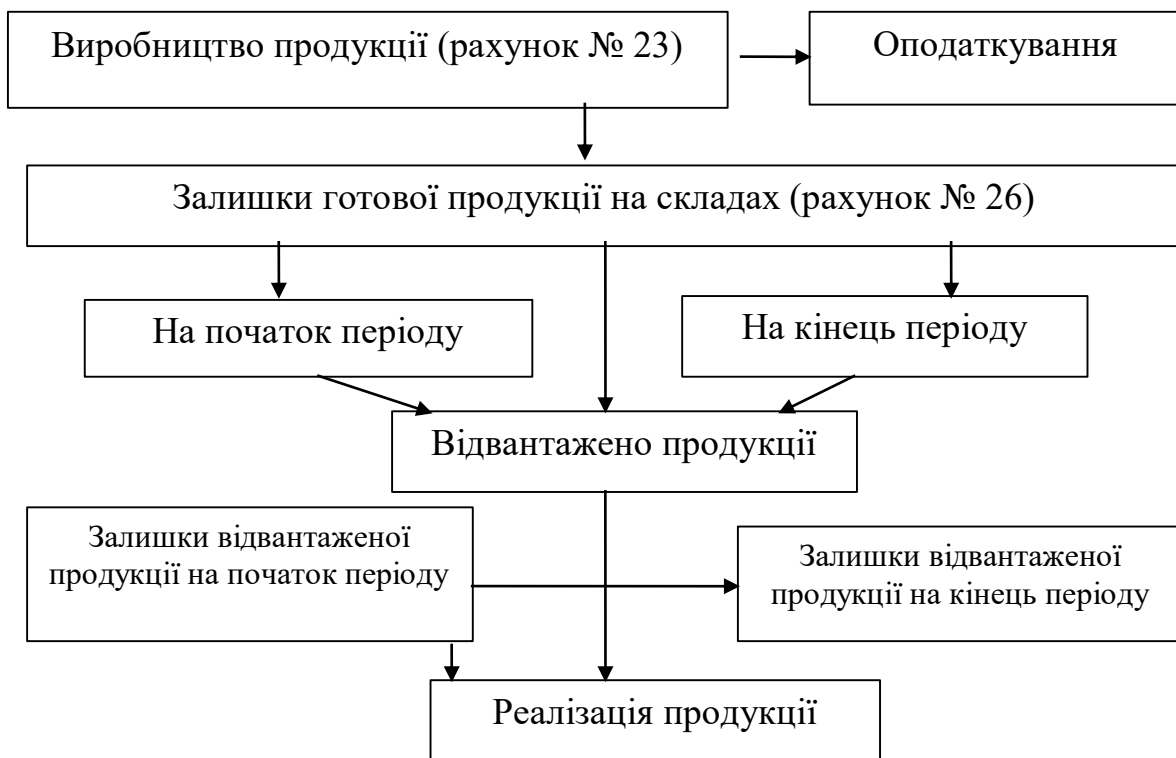 Виробництво продукції (рахунок № 23)
Оподаткування
Залишки готової продукції на складах (рахунок № 26)
На початок періоду
На кінець періоду
Відвантажено продукції
Залишки відвантаженої
продукції на початок періоду
Залишки відвантаженої
продукції на кінець періоду
Реалізація продукції